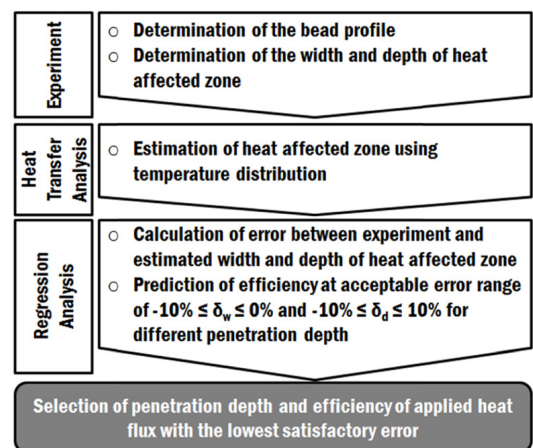 Experiment
○ Determination of the bead profile
○ Determination of the width and depth of heat
affected zone
Heat
Transfer
Analysis
○ Estimation of heat affected zone using
temperature distribution
Regression
Analysis
○ Calculation of error between experiment and
estimated width and depth of heat affected zone
○ Prediction of efficiency at acceptable error range
of -10% ≤ δw ≤ 0% and -10% ≤ δd ≤ 10% for
different penetration depth
Selection of penetration depth and efficiency of applied heat
flux with the lowest satisfactory error